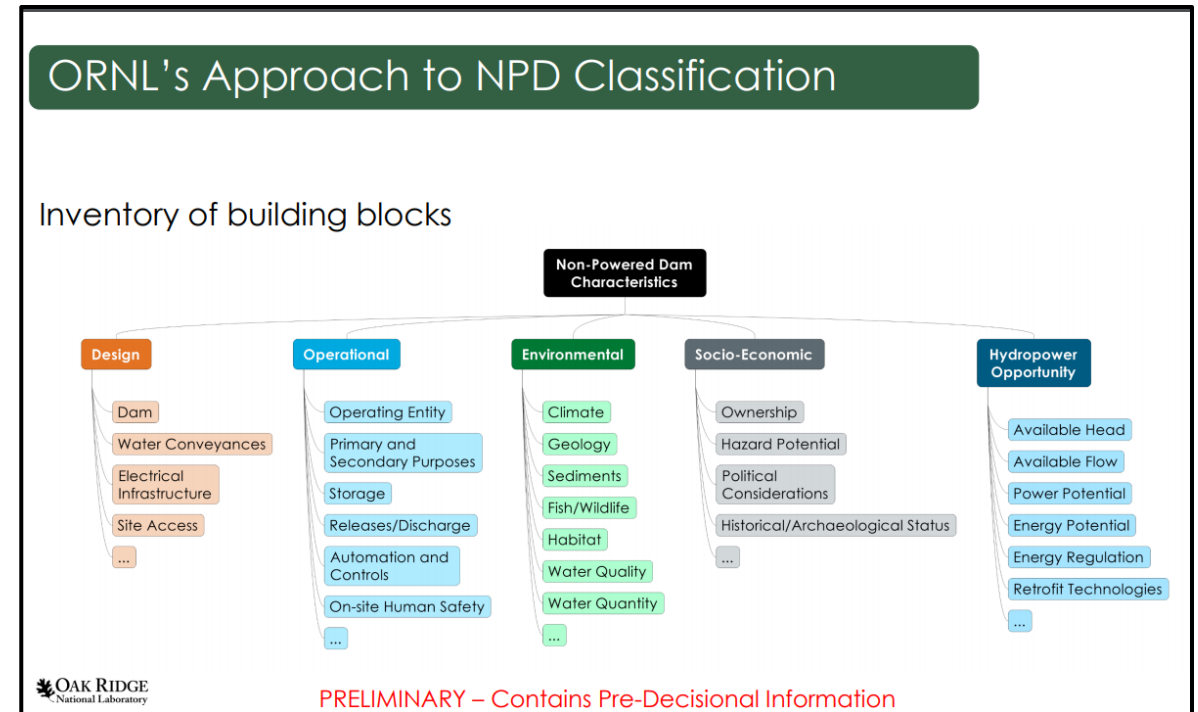 ORNL's Approach to NPD Classification
Inventory of building blocks
Non-Powered Dam
Characteristics
Design
Dam
Water Conveyances
Electrical
Infrastructure
Site Access
...
Operational
Operating Entity
Primary and
Secondary Purposes
Storage
Releases/Discharge
Automation and
Controls
On-site Human Safety
...
Environmental
Climate
Geology
Sediments
Fish/Wildlife
Habitat
Water Quality
Water Quantity
...
Socio-Economic
Ownership
Hazard Potential
Political
Considerations
Historical/Archaeological Status
...
Hydropower
Opportunity
Available Head
Available Flow
Power Potential
Energy Potential
Energy Regulation
Retrofit Technologies
...
OAK RIDGE
National Laboratory
PRELIMINARY – Contains Pre-Decisional Information